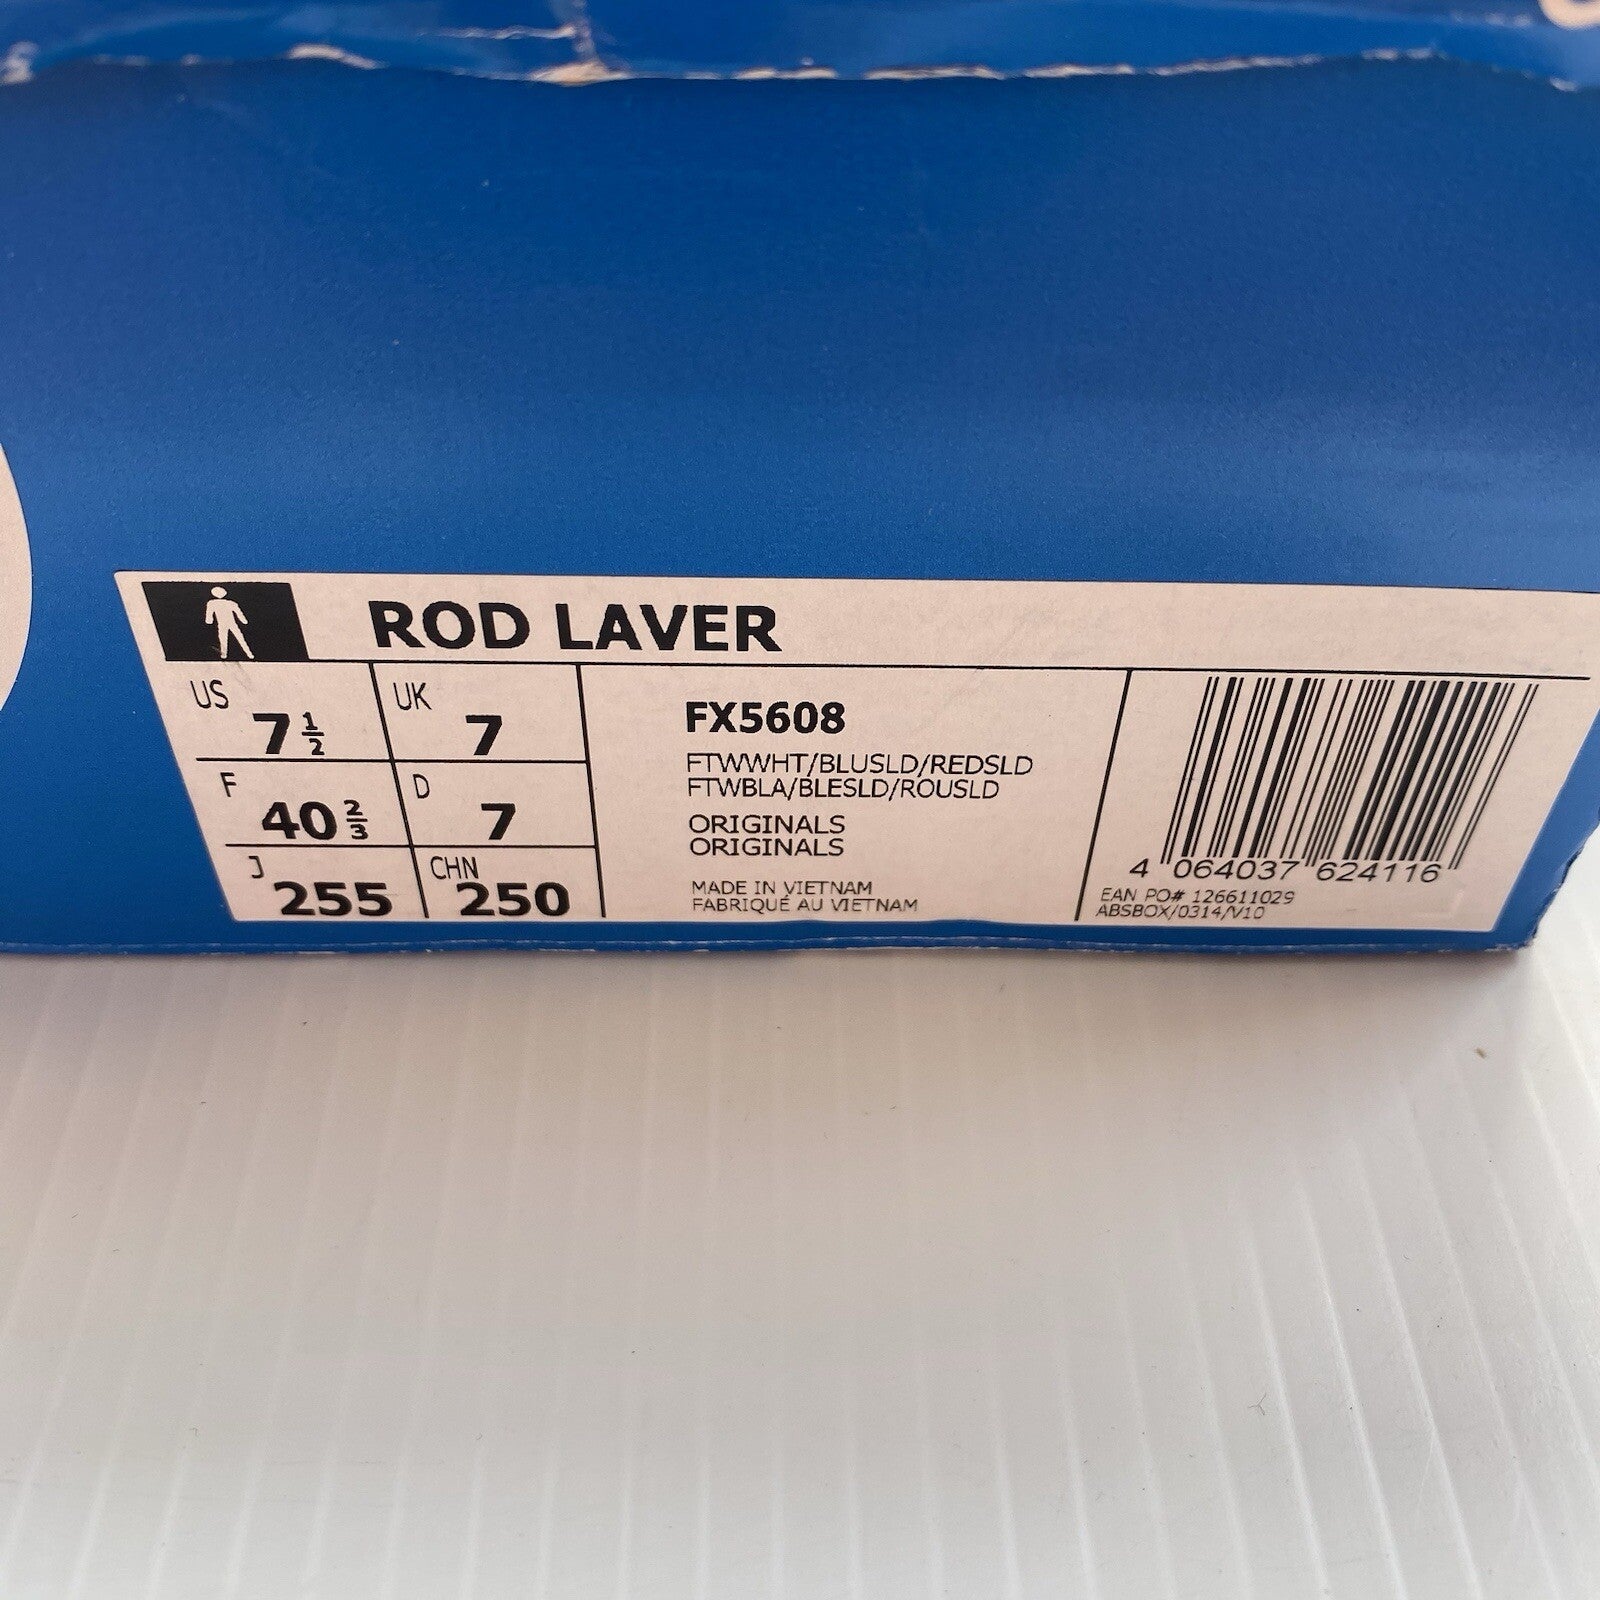 ROD LAVER
US 7 1/2 UK 7
F 40 2/3 D 7
J 255 CHN 250
FX5608
FTWWHT/BLUSLD/REDSLD
FTWBLA/BLESLD/ROUSLD
ORIGINALS
ORIGINALS
MADE IN VIETNAM
FABRIQUÉ AU VIETNAM
4 064037 624116
EAN PO# 126611029
ABSBOX/0314/V10